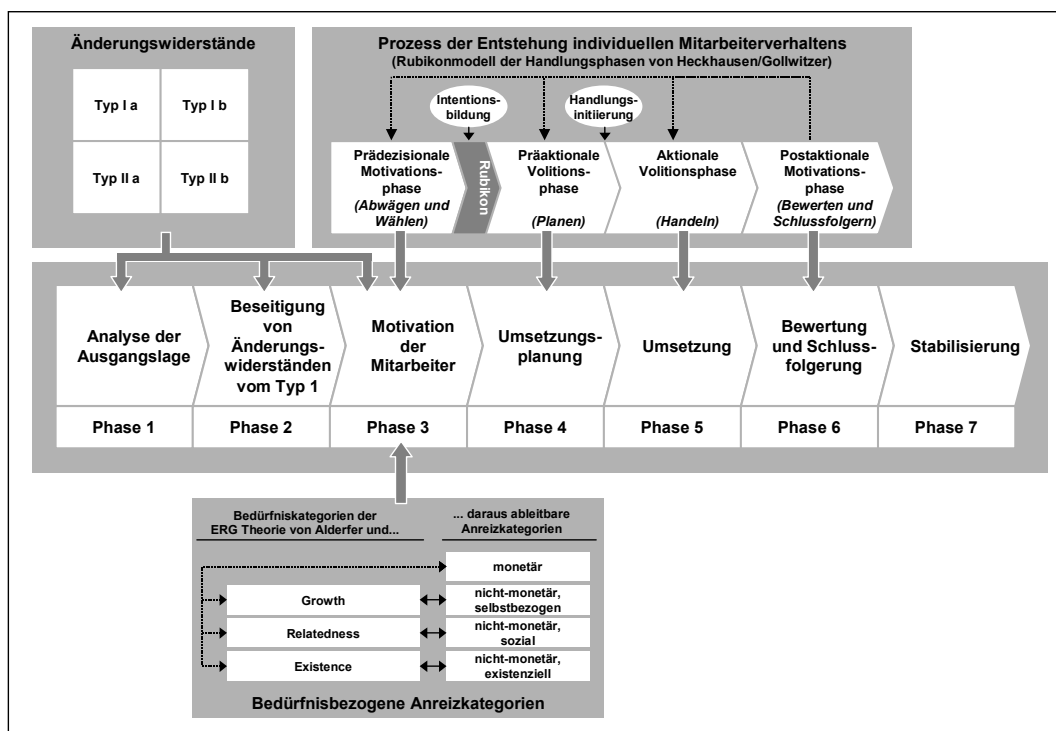 Änderungswiderstände
Typ I a
Typ I b
Typ II a
Typ II b
Prozess der Entstehung individuellen Mitarbeiterverhaltens
(Rubikonmodell der Handlungsphasen von Heckhausen/Gollwitzer)
Intentions-
bildung
Handlungs-
initiierung
Prädezisionale
Motivations-
phase
(Abwägen und
Wählen)
Rubikon
Präaktionale
Volitions-
phase
(Planen)
Aktionale
Volitionsphase
(Handeln)
Postaktionale
Motivations-
phase
(Bewerten und
Schlussfolgern)
Analyse der
Ausgangslage
Beseitigung
von
Änderungs-
widerständen
vom Typ 1
Motivation
der
Mitarbeiter
Umsetzungs-
planung
Umsetzung
Bewertung
und Schluss-
folgerung
Stabilisierung
Phase 1
Phase 2
Phase 3
Phase 4
Phase 5
Phase 6
Phase 7
Bedürfniskategorien der
ERG Theorie von Alderfer und...
... daraus ableitbare
Anreizkategorien
monetär
Growth
nicht-monetär,
selbstbezogen
Relatedness
nicht-monetär,
sozial
Existence
nicht-monetär,
existenziell
Bedürfnisbezogene Anreizkategorien